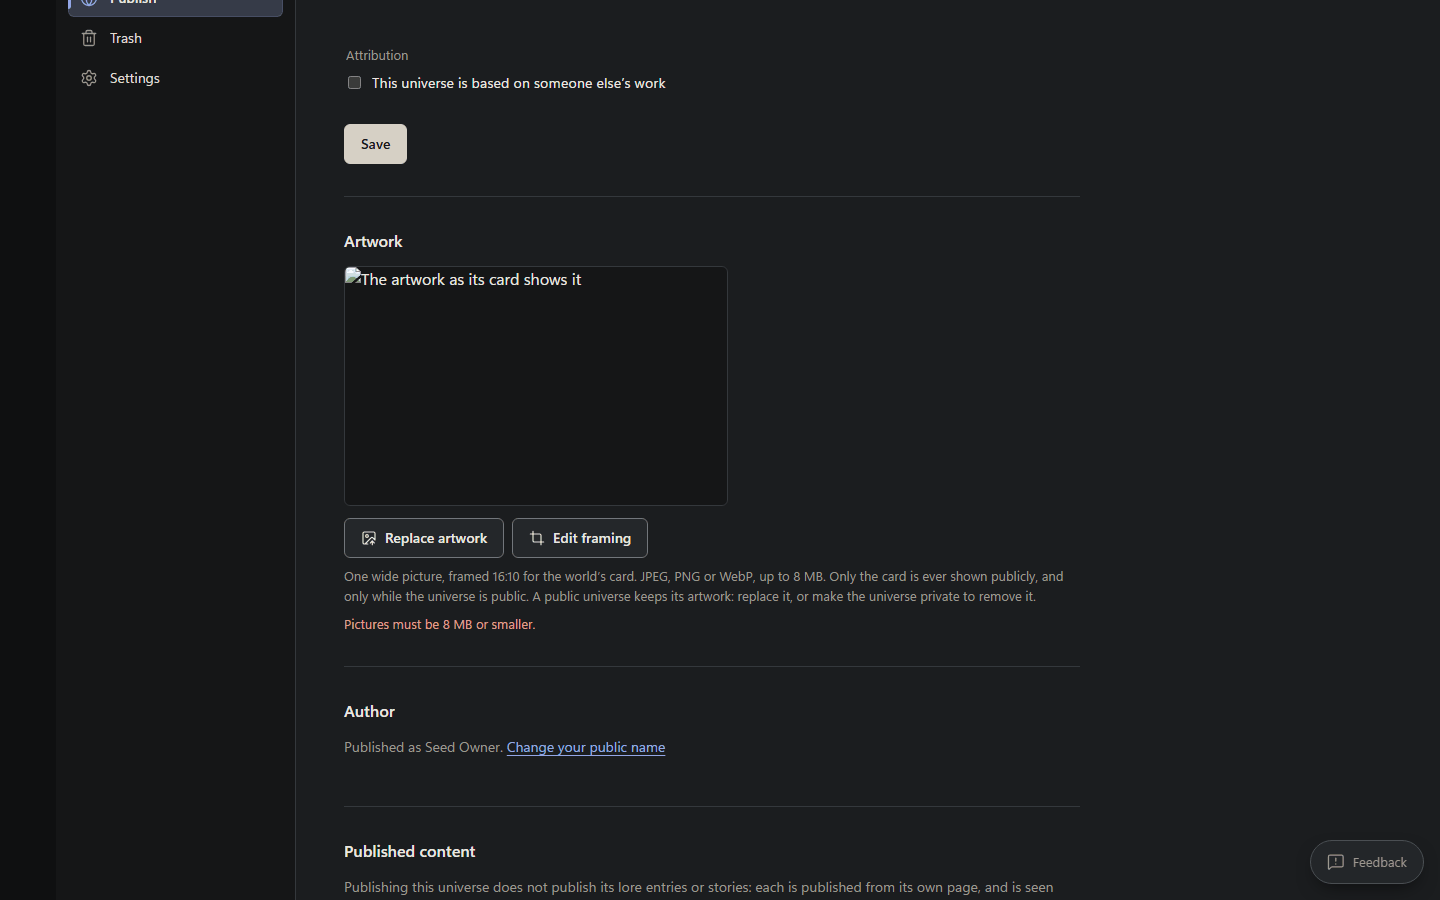 Publish
Trash
Settings
Attribution
This universe is based on someone else’s work
Save
Artwork
The artwork as its card shows it
Replace artwork
Edit framing
One wide picture, framed 16:10 for the world’s card. JPEG, PNG or WebP, up to 8 MB. Only the card is ever shown publicly, and
only while the universe is public. A public universe keeps its artwork: replace it, or make the universe private to remove it.
Pictures must be 8 MB or smaller.
Author
Published as Seed Owner. Change your public name
Published content
Publishing this universe does not publish its lore entries or stories: each is published from its own page, and is seen
Feedback